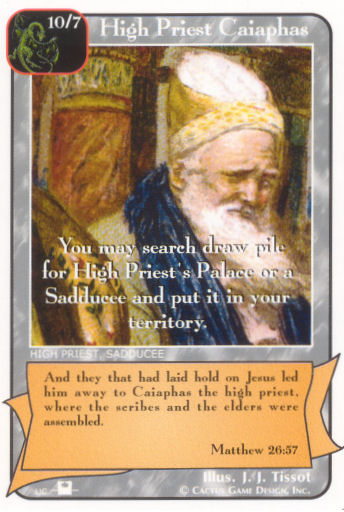 10/7 High Priest Caiaphas
You may search draw pile
for High Priest's Palace or a
Sadducee and put it in your
territory.
HIGH PRIEST, SADDUCEE
And they that had laid hold on Jesus led
him away to Caiaphas the high priest,
where the scribes and the elders were
assembled.
Matthew 26:57
Illus. J. J. Tissot
© Cactus Game Design, Inc.